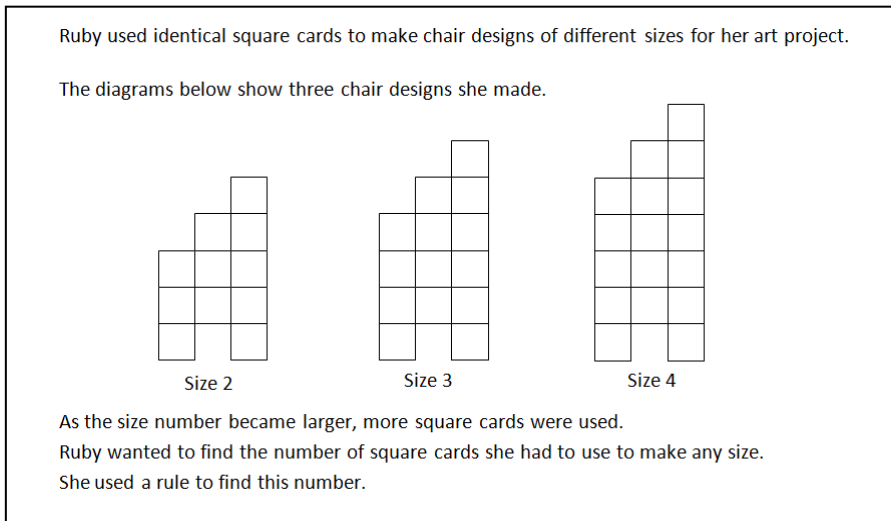 Ruby used identical square cards to make chair designs of different sizes for her art project.
The diagrams below show three chair designs she made.
Size 2
Size 3
Size 4
As the size number became larger, more square cards were used.
Ruby wanted to find the number of square cards she had to use to make any size.
She used a rule to find this number.